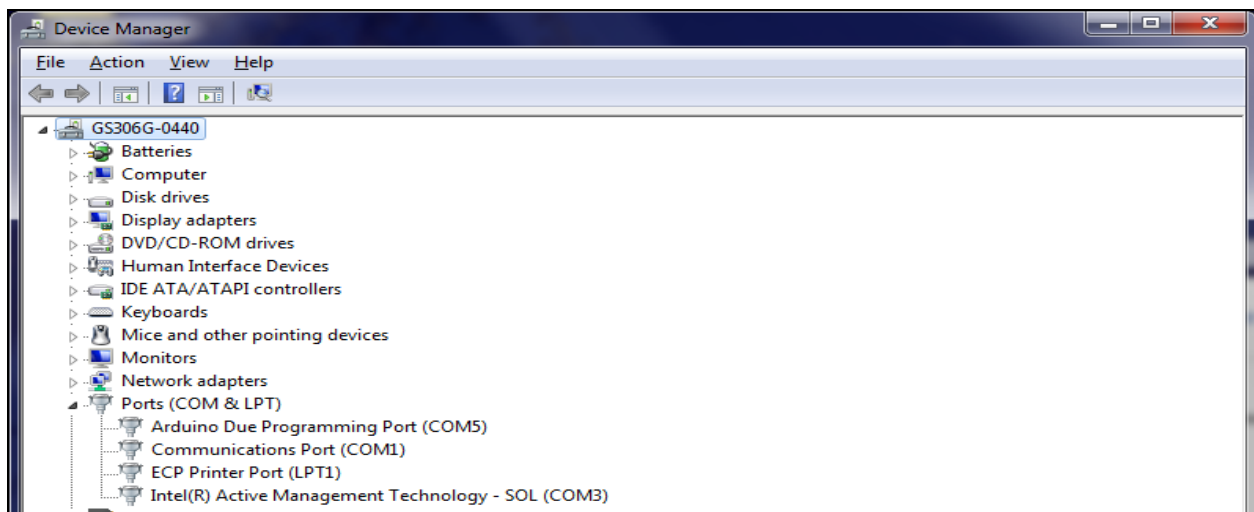 Device Manager
File Action View Help
GS306G-0440
Batteries
Computer
Disk drives
Display adapters
DVD/CD-ROM drives
Human Interface Devices
IDE ATA/ATAPI controllers
Keyboards
Mice and other pointing devices
Monitors
Network adapters
Ports (COM & LPT)
Arduino Due Programming Port (COM5)
Communications Port (COM1)
ECP Printer Port (LPT1)
Intel(R) Active Management Technology - SOL (COM3)